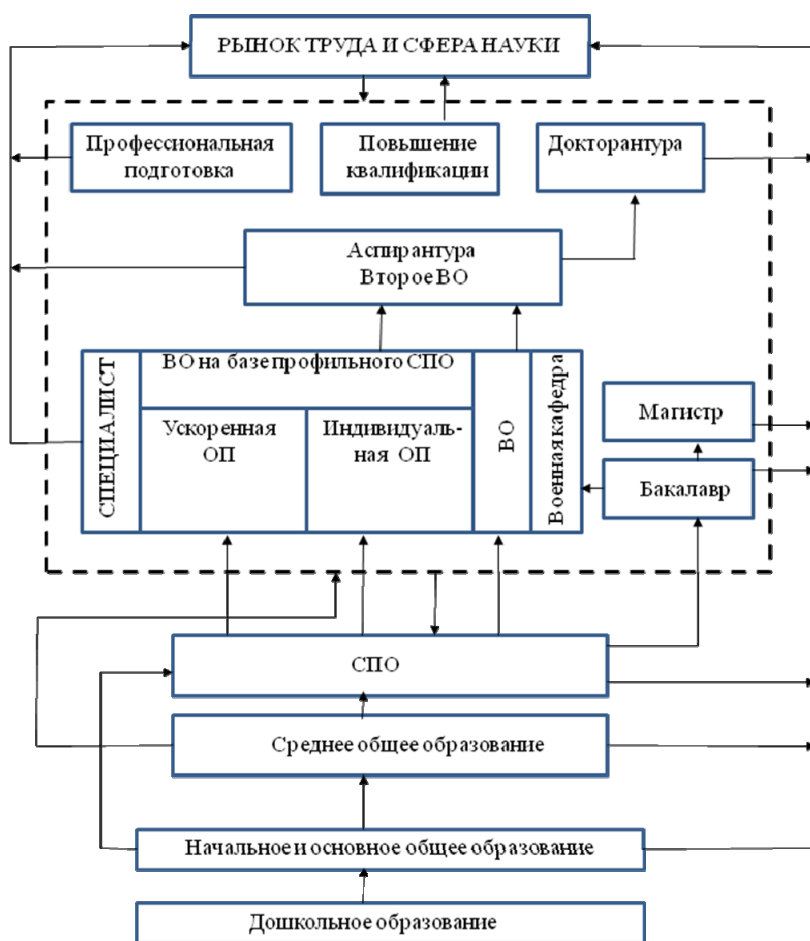 РЫНОК ТРУДА И СФЕРА НАУКИ
Профессиональная
подготовка
Повышение
квалификации
Докторантура
Аспирантура
Второе ВО
СПЕЦИАЛИСТ
ВО на базе профильного СПО
Ускоренная
ОП
Индивидуаль-
ная ОП
ВО
Военная кафедра
Магистр
Бакалавр
СПО
Среднее общее образование
Начальное и основное общее образование
Дошкольное образование